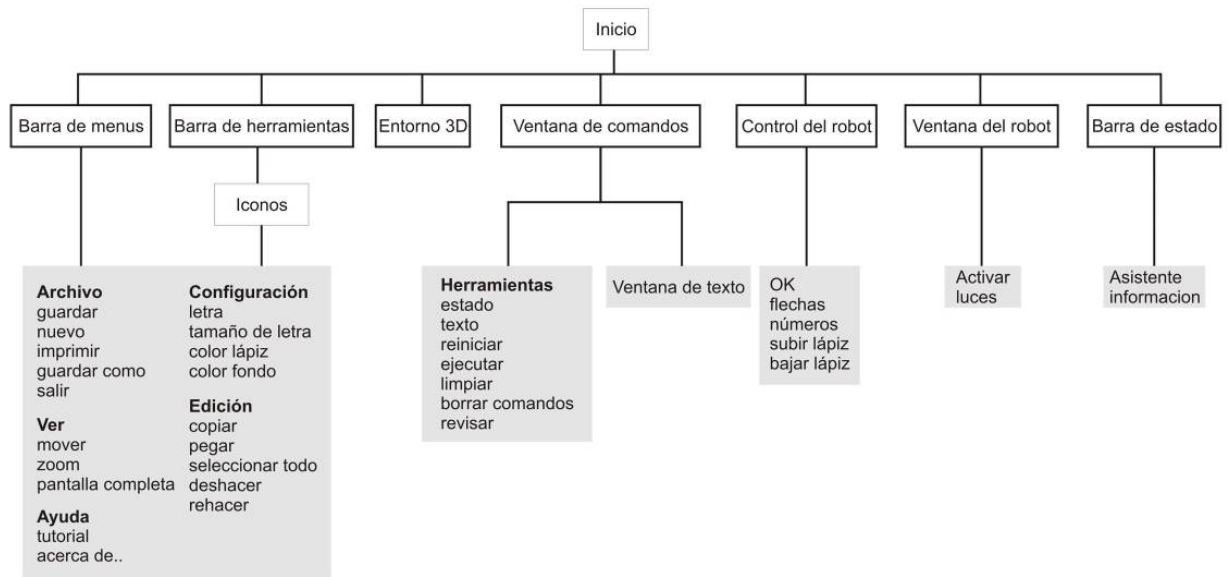 Inicio
Barra de menus
Barra de herramientas
Entorno 3D
Ventana de comandos
Control del robot
Ventana del robot
Barra de estado
Iconos
Archivo
guardar
nuevo
imprimir
guardar como
salir
Ver
mover
zoom
pantalla completa
Ayuda
tutorial
acerca de..
Configuración
letra
tamaño de letra
color lápiz
color fondo
Edición
copiar
pegar
seleccionar todo
deshacer
rehacer
Herramientas
estado
texto
reiniciar
ejecutar
limpiar
borrar comandos
revisar
Ventana de texto
OK
flechas
números
subir lápiz
bajar lápiz
Activar
luces
Asistente
informacion